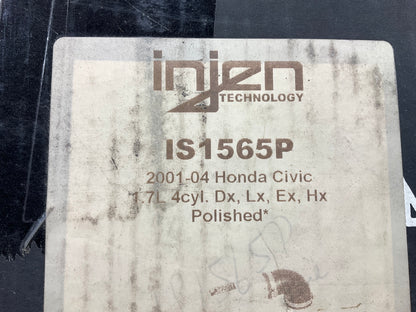 injen
TECHNOLOGY
IS1565P
2001-04 Honda Civic
1.7L 4cyl. Dx, Lx, Ex, Hx
Polished*